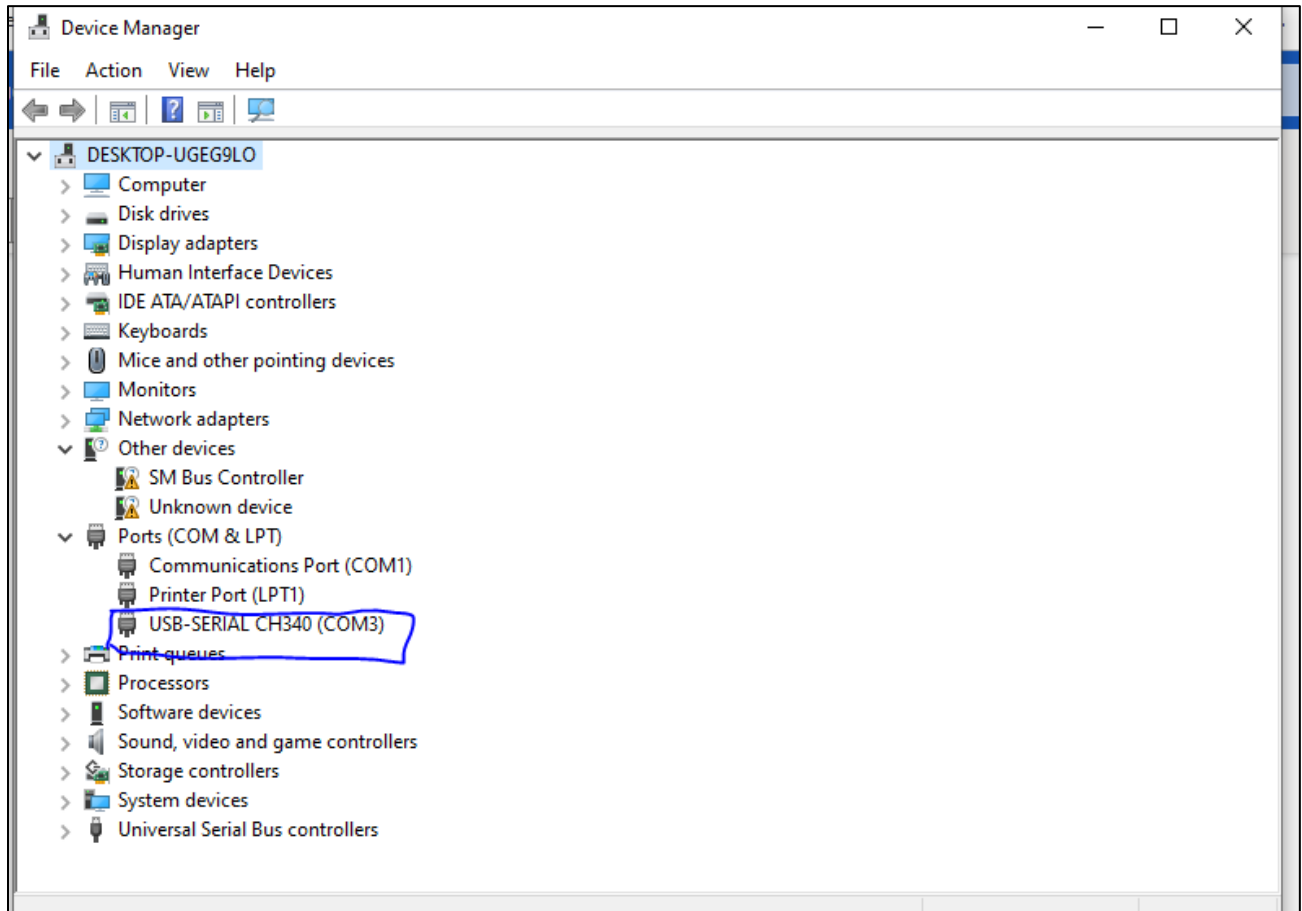 Device Manager
File Action View Help
DESKTOP-UGEG9LO
Computer
Disk drives
Display adapters
Human Interface Devices
IDE ATA/ATAPI controllers
Keyboards
Mice and other pointing devices
Monitors
Network adapters
Other devices
SM Bus Controller
Unknown device
Ports (COM & LPT)
Communications Port (COM1)
Printer Port (LPT1)
USB-SERIAL CH340 (COM3)
Print queues
Processors
Software devices
Sound, video and game controllers
Storage controllers
System devices
Universal Serial Bus controllers